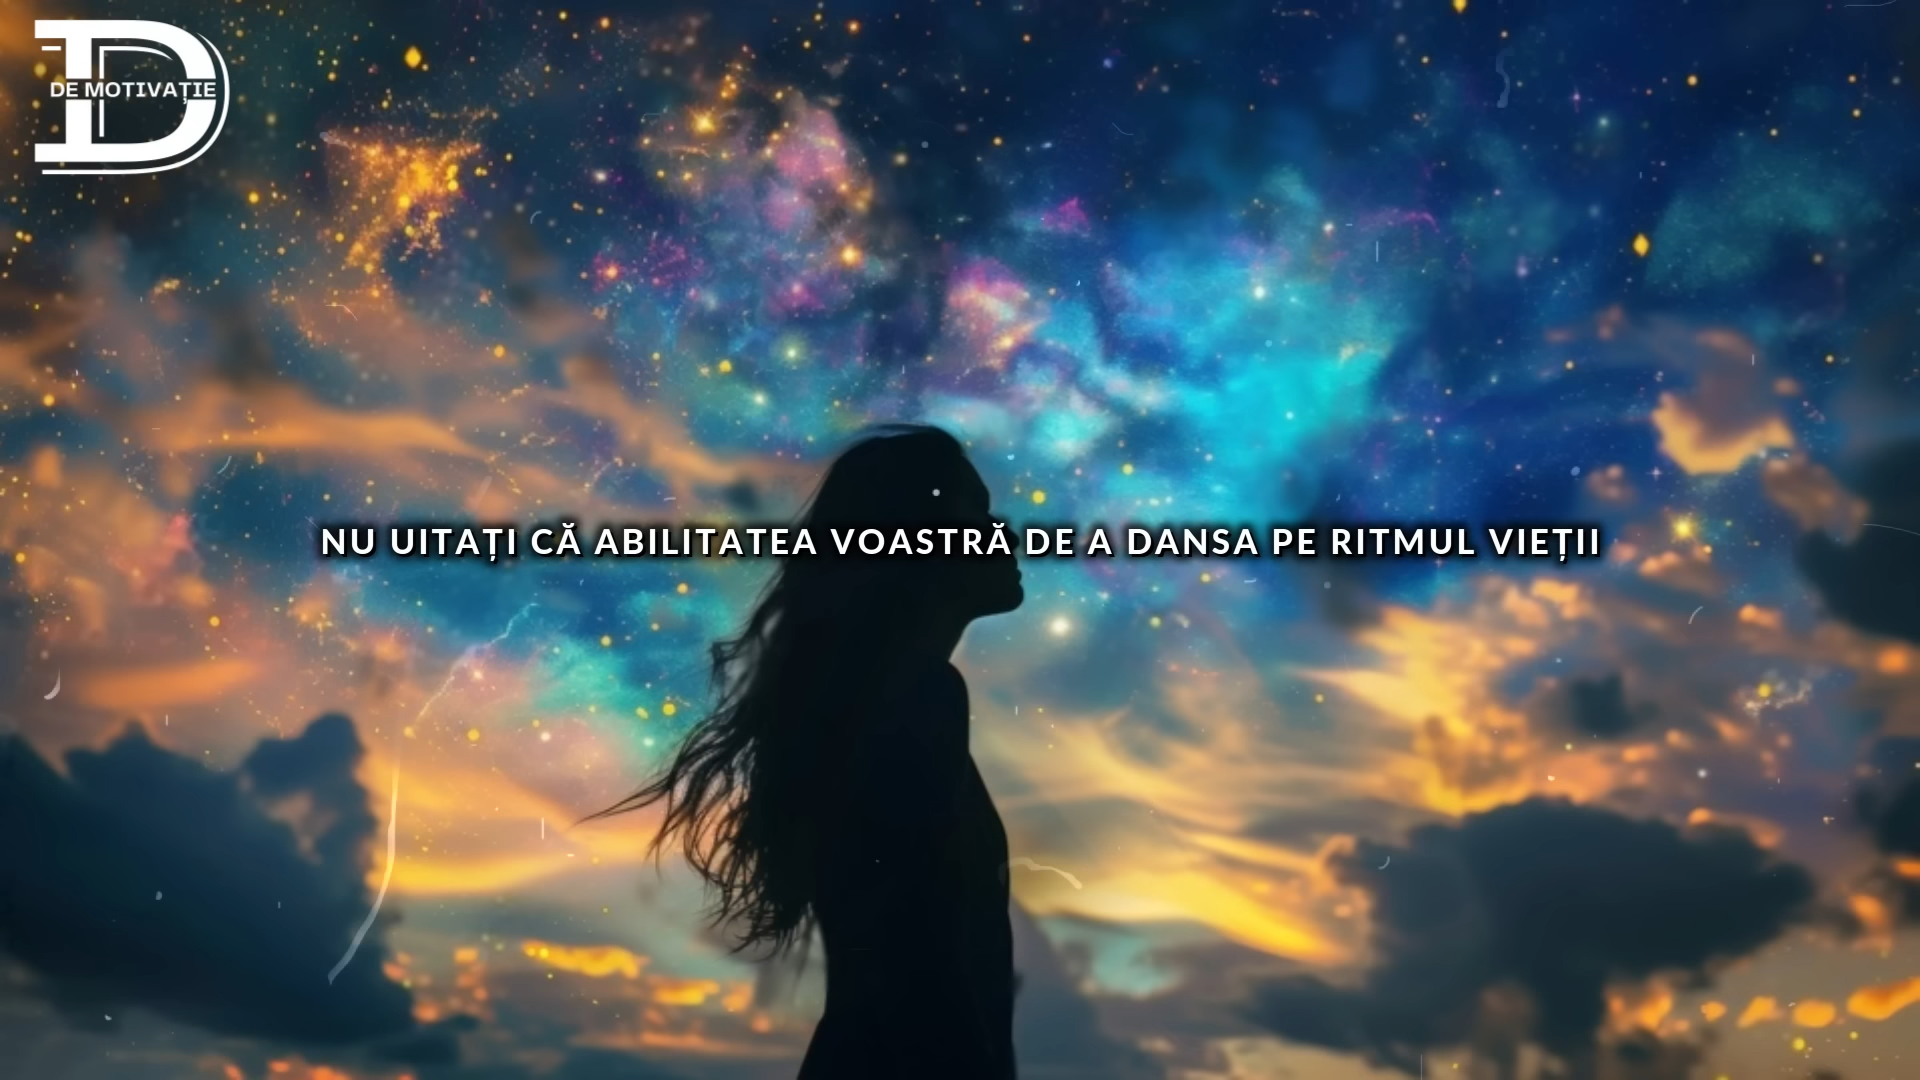 DE MOTIVAȚIE
NU UITAȚI CĂ ABILITATEA VOASTRĂ DE A DANSA PE RITMUL VIEȚII